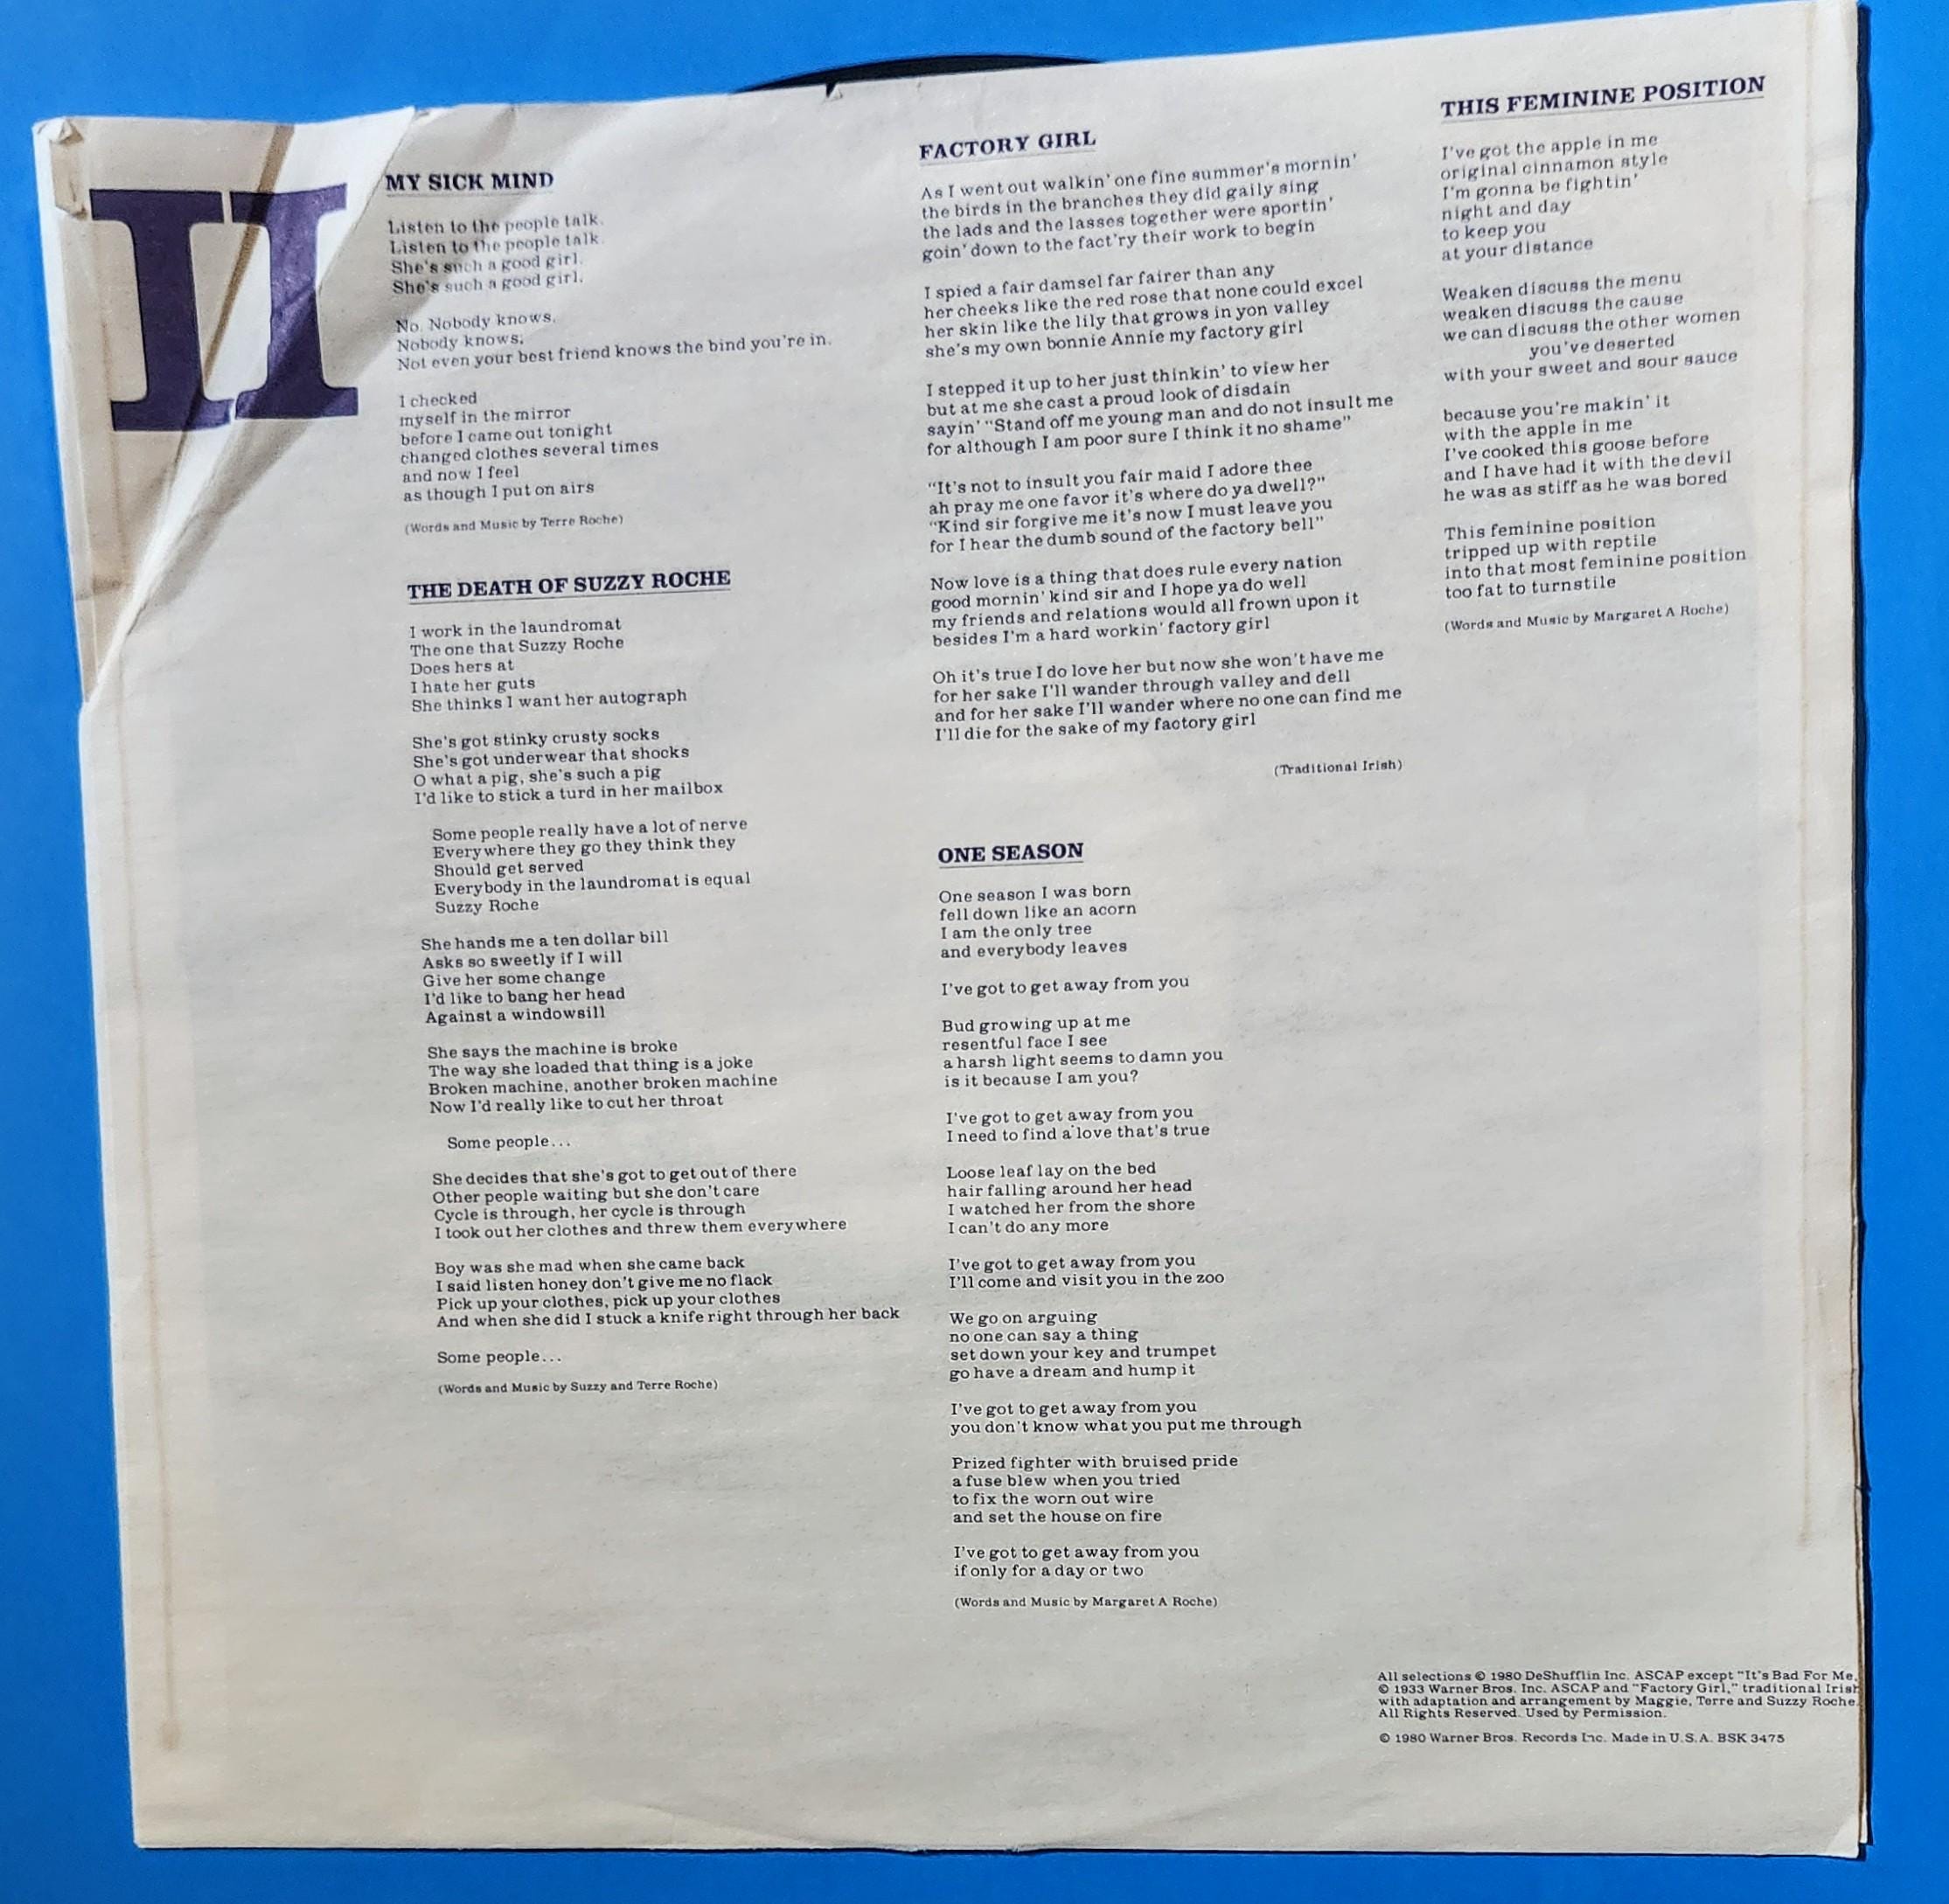 II
MY SICK MIND
Listen to the people talk.
Listen to the people talk.
She's such a good girl.
She's such a good girl.
No. Nobody knows.
Nobody knows.
Not even your best friend knows the bind you're in.
I checked
myself in the mirror
before I came out tonight
changed clothes several times
and now I feel
as though I put on airs
(Words and Music by Terre Roche)
THE DEATH OF SUZZY ROCHE
I work in the laundromat
The one that Suzzy Roche
Does hers at
I hate her guts
She thinks I want her autograph
She's got stinky crusty socks
She's got underwear that shocks
O what a pig, she's such a pig
I'd like to stick a turd in her mailbox
Some people really have a lot of nerve
Everywhere they go they think they
Should get served
Everybody in the laundromat is equal
Suzzy Roche
She hands me a ten dollar bill
Asks so sweetly if I will
Give her some change
I'd like to bang her head
Against a windowsill
She says the machine is broke
The way she loaded that thing is a joke
Broken machine, another broken machine
Now I'd really like to cut her throat
Some people...
She decides that she's got to get out of there
Other people waiting but she don't care
Cycle is through, her cycle is through
I took out her clothes and threw them everywhere
Boy was she mad when she came back
I said listen honey don't give me no flack
Pick up your clothes, pick up your clothes
And when she did I stuck a knife right through her back
Some people...
(Words and Music by Suzzy and Terre Roche)
FACTORY GIRL
As I went out walkin' one fine summer's mornin'
the birds in the branches they did gaily sing
the lads and the lasses together were sportin'
goin' down to the fact'ry their work to begin
I spied a fair damsel far fairer than any
her cheeks like the red rose that none could excel
her skin like the lily that grows in yon valley
she's my own bonnie Annie my factory girl
I stepped it up to her just thinkin' to view her
but at me she cast a proud look of disdain
sayin' "Stand off me young man and do not insult me
for although I am poor sure I think it no shame"
"It's not to insult you fair maid I adore thee
ah pray me one favor it's where do ya dwell?"
"Kind sir forgive me it's now I must leave you
for I hear the dumb sound of the factory bell"
Now love is a thing that does rule every nation
good mornin' kind sir and I hope ya do well
my friends and relations would all frown upon it
besides I'm a hard workin' factory girl
Oh it's true I do love her but now she won't have me
for her sake I'll wander through valley and dell
and for her sake I'll wander where no one can find me
I'll die for the sake of my factory girl
(Traditional Irish)
ONE SEASON
One season I was born
fell down like an acorn
I am the only tree
and everybody leaves
I've got to get away from you
Bud growing up at me
resentful face I see
a harsh light seems to damn you
is it because I am you?
I've got to get away from you
I need to find a love that's true
Loose leaf lay on the bed
hair falling around her head
I watched her from the shore
I can't do any more
I've got to get away from you
I'll come and visit you in the zoo
We go on arguing
no one can say a thing
set down your key and trumpet
go have a dream and hump it
I've got to get away from you
you don't know what you put me through
Prized fighter with bruised pride
a fuse blew when you tried
to fix the worn out wire
and set the house on fire
I've got to get away from you
if only for a day or two
(Words and Music by Margaret A Roche)
THIS FEMININE POSITION
I've got the apple in me
original cinnamon style
I'm gonna be fightin'
night and day
to keep you
at your distance
Weaken discuss the menu
weaken discuss the cause
we can discuss the other women
you've deserted
with your sweet and sour sauce
because you're makin' it
with the apple in me
I've cooked this goose before
and I have had it with the devil
he was as stiff as he was bored
This feminine position
tripped up with reptile
into that most feminine position
too fat to turnstile
(Words and Music by Margaret A Roche)
All selections © 1980 DeShufflin Inc. ASCAP except "It's Bad For Me,
© 1933 Warner Bros. Inc. ASCAP and "Factory Girl," traditional Irish
with adaptation and arrangement by Maggie, Terre and Suzzy Roche.
All Rights Reserved. Used by Permission.
© 1980 Warner Bros. Records Inc. Made in U.S.A. BSK 3475